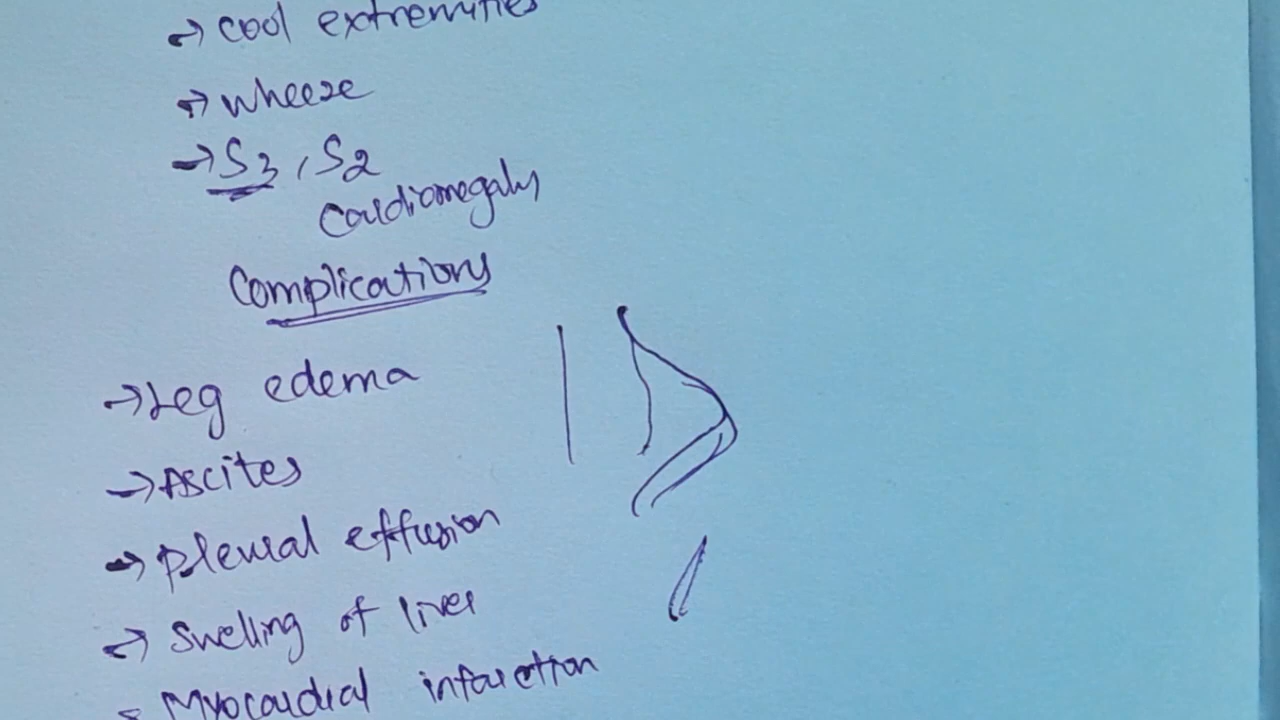 → cool extremities
→ wheeze
→ S3, S2
Cardiomegaly
Complications
→ Leg edema
→ Ascites
→ pleural effusion
→ Swelling of liver
Myocardial infarction